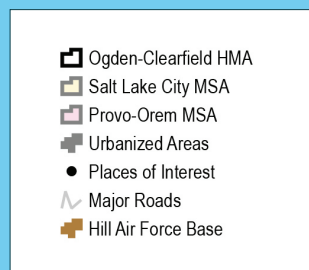 Ogden-Clearfield HMA
Salt Lake City MSA
Provo-Orem MSA
Urbanized Areas
Places of Interest
Major Roads
Hill Air Force Base